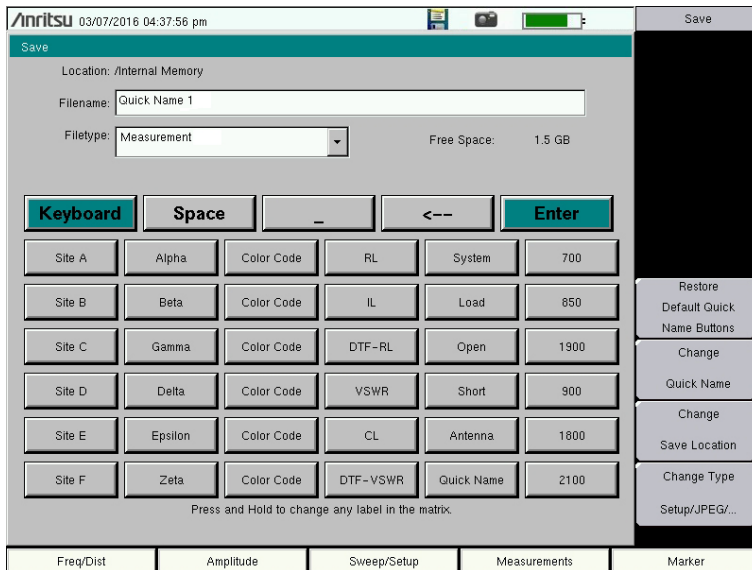 Anritsu 03/07/2016 04:37:56 pm
Save
Save
Location: /Internal Memory
Filename: Quick Name 1
Filetype: Measurement
Free Space: 1.5 GB
Keyboard Space _ <-- Enter
Site A Alpha Color Code RL System 700
Site B Beta Color Code IL Load 850
Site C Gamma Color Code DTF-RL Open 1900
Site D Delta Color Code VSWR Short 900
Site E Epsilon Color Code CL Antenna 1800
Site F Zeta Color Code DTF-VSWR Quick Name 2100
Press and Hold to change any label in the matrix.
Restore
Default Quick
Name Buttons
Change
Quick Name
Change
Save Location
Change Type
Setup/JPEG/...
Freq/Dist Amplitude Sweep/Setup Measurements Marker